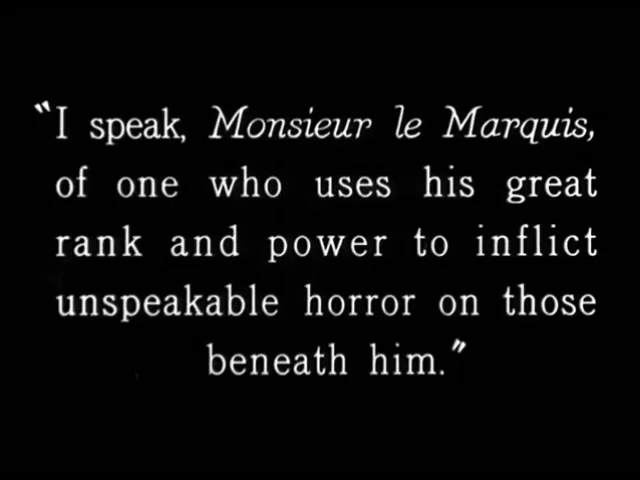 "I speak, Monsieur le Marquis,
of one who uses his great
rank and power to inflict
unspeakable horror on those
beneath him."